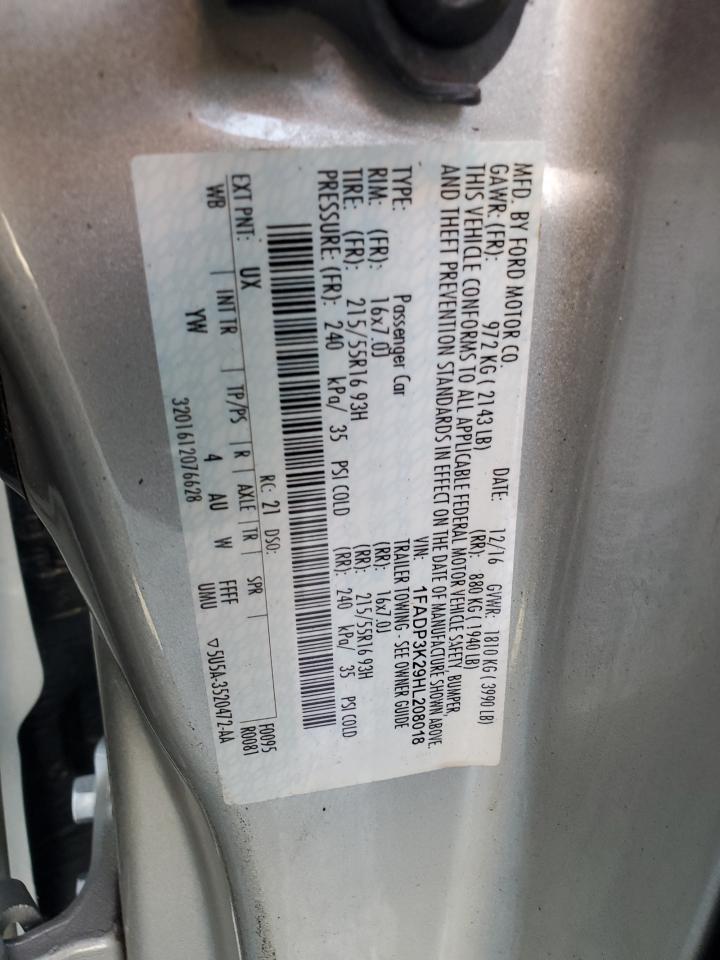 MFD. BY FORD MOTOR CO.
DATE: 12/16 GVWR: 1810 KG ( 3990 LB)
GAWR: (FR): 972 KG ( 2143 LB) (RR): 880 KG ( 1940 LB)
THIS VEHICLE CONFORMS TO ALL APPLICABLE FEDERAL MOTOR VEHICLE SAFETY, BUMPER,
AND THEFT PREVENTION STANDARDS IN EFFECT ON THE DATE OF MANUFACTURE SHOWN ABOVE.
VIN: 1FADP3K29HL208018
TYPE: Passenger Car TRAILER TOWING - SEE OWNER GUIDE
RIM: (FR): 16x7.0J (RR): 16x7.0J
TIRE: (FR): 215/55R16 93H (RR): 215/55R16 93H
PRESSURE: (FR): 240 kPa/ 35 PSI COLD (RR): 240 kPa/ 35 PSI COLD
F0095
EXT PNT: UX RC: 21 DSO: R0081
WB | INT TR | TP/PS | R | AXLE | TR | SPR |
YW 4 AU W FFFF UMU
3201612076628 ▽5U5A-3520472-AA